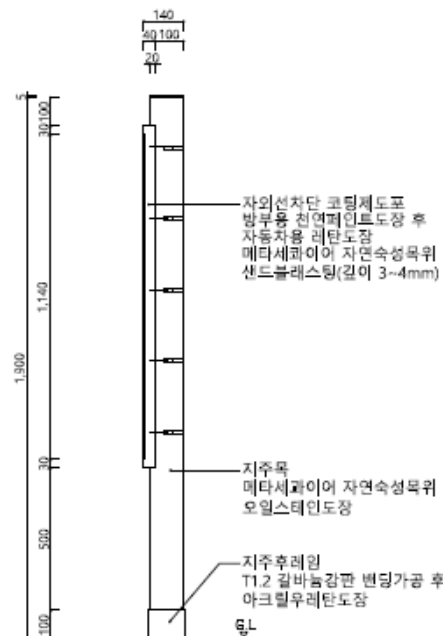 140
40 100
20
5
100
30
자외선차단 코팅제도포
방부용 천연페인트도장 후
자동차용 레탄도장
메타세콰이어 자연숙성목위
샌드블래스팅(깊이 3~4mm)
1,140
1,900
30
지주목
메타세콰이어 자연숙성목위
오일스테인도장
500
지주후레임
T1.2 갈바늄강판 밴딩가공 후
아크릴우레탄도장
100
G.L